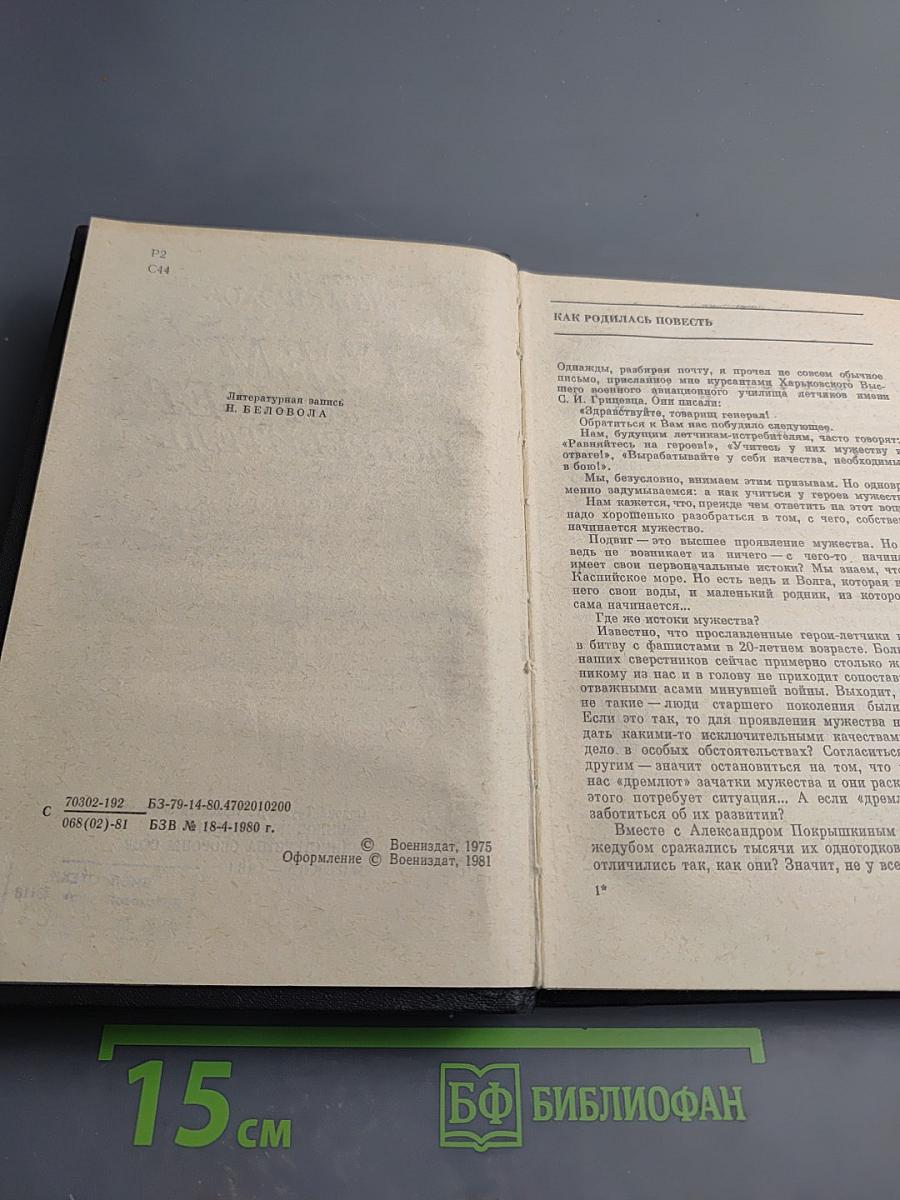 Р2
С44
Литературная запись
Н. БЕЛОВОЛА
С 70302-192 БЗ-79-14-80.4702010200
068(02)-81 БЗВ № 18-4-1980 г.
© Воениздат, 1975
Оформление © Воениздат, 1981
КАК РОДИЛАСЬ ПОВЕСТЬ
Однажды, разбирая почту, я прочел не совсем обычное
письмо, присланное мне курсантами Харьковского Выс-
шего военного авиационного училища летчиков имени
С. И. Грицевца. Они писали:
«Здравствуйте, товарищ генерал!
Обратиться к Вам нас побудило следующее.
Нам, будущим летчикам-истребителям, часто говорят:
«Равняйтесь на героев!», «Учитесь у них мужеству и
отваге!», «Вырабатывайте у себя качества, необходимы
в бою!».
Мы, безусловно, внимаем этим призывам. Но одновр
менно задумываемся: а как учиться у героев мужеств
Нам кажется, что, прежде чем ответить на этот воп
надо хорошенько разобраться в том, с чего, собстве
начинается мужество.
Подвиг — это высшее проявление мужества. Но
ведь не возникает из ничего — с чего-то начина
имеет свои первоначальные истоки? Мы знаем, что
Каспийское море. Но есть ведь и Волга, которая в
него свои воды, и маленький родник, из которо
сама начинается...
Где же истоки мужества?
Известно, что прославленные герои-летчики
в битву с фашистами в 20-летнем возрасте. Боль
наших сверстников сейчас примерно столько ж
никому из нас и в голову не приходит сопостав
отважными асами минувшей войны. Выходит,
не такие — люди старшего поколения были
Если это так, то для проявления мужества н
дать какими-то исключительными качествам
дело в особых обстоятельствах? Согласиться
другим — значит остановиться на том, что
нас «дремлют» зачатки мужества и они раск
этого потребует ситуация... А если «дремл
заботиться об их развитии?
Вместе с Александром Покрышкиным
жедубом сражались тысячи их одногодков
отличились так, как они? Значит, не у все
1*
15 см
БФ БИБЛИОФАН